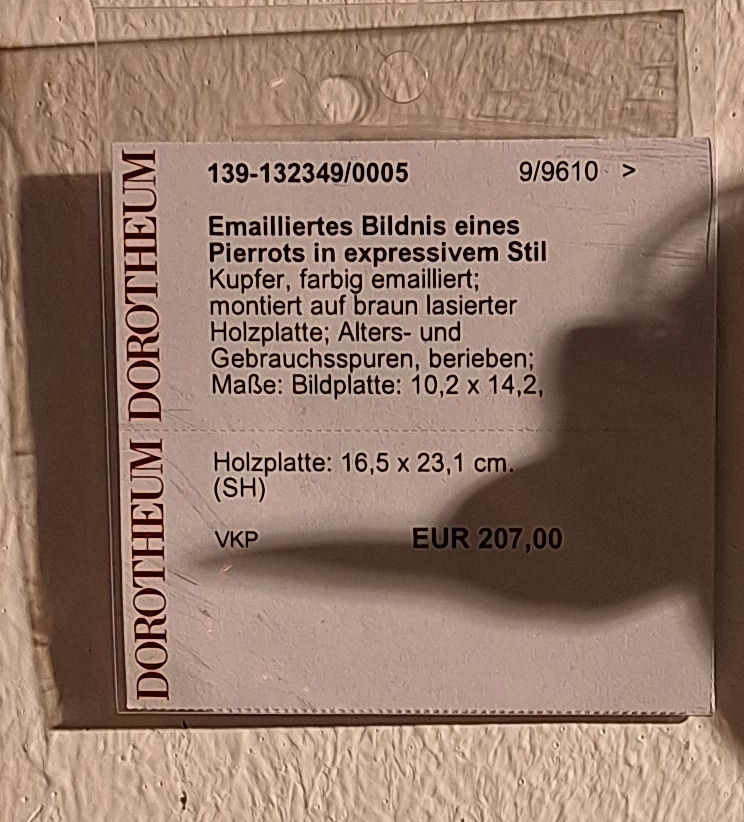 DOROTHEUM DOROTHEUM
139-132349/0005 9/9610 >
Emailliertes Bildnis eines
Pierrots in expressivem Stil
Kupfer, farbig emailliert;
montiert auf braun lasierter
Holzplatte; Alters- und
Gebrauchsspuren, berieben;
Maße: Bildplatte: 10,2 x 14,2,
Holzplatte: 16,5 x 23,1 cm.
(SH)
VKP EUR 207,00